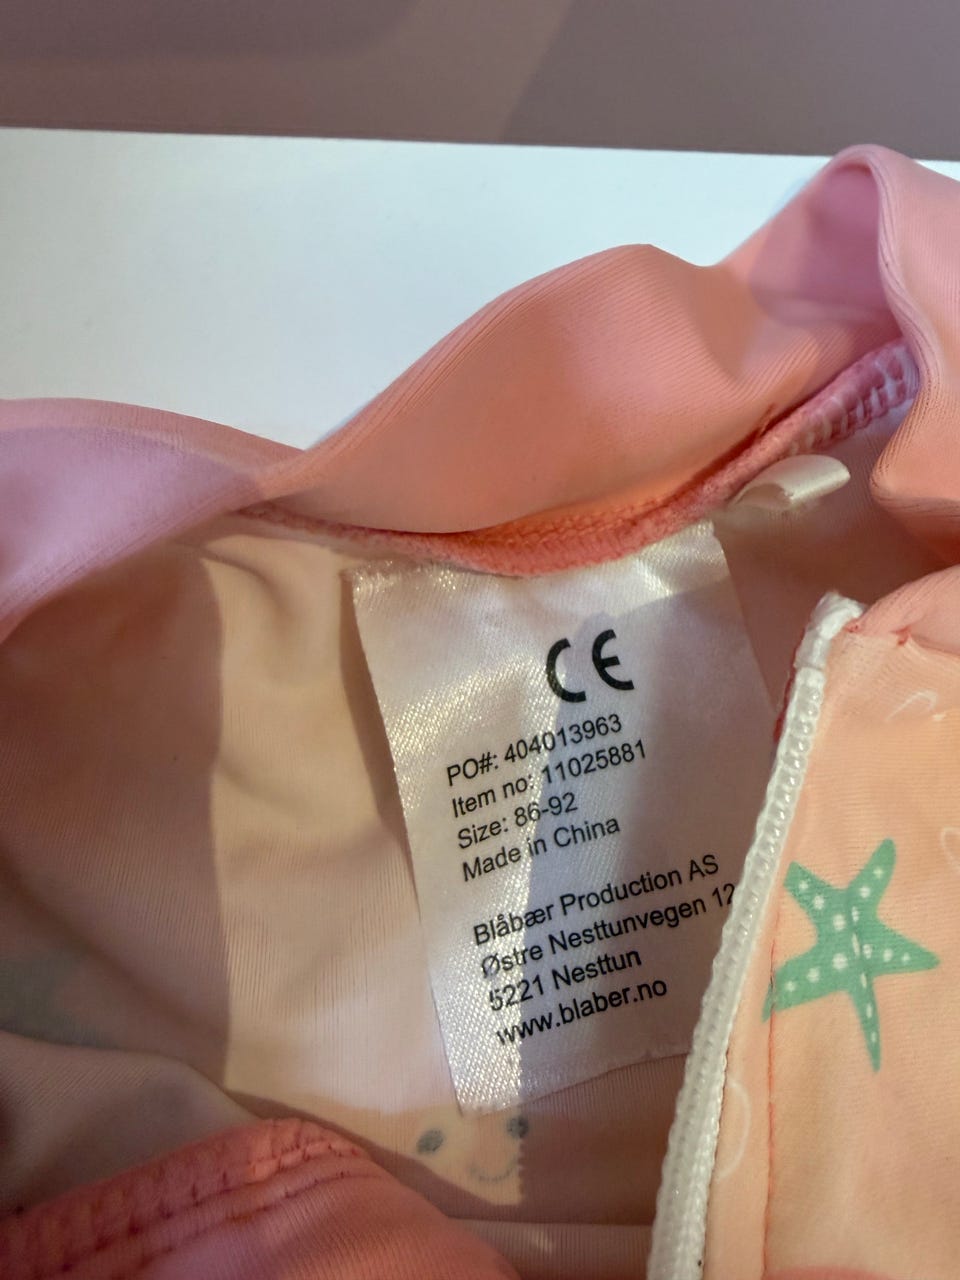 CE
PO#: 404013963
Item no: 11025881
Size: 86-92
Made in China
Blåbær Production AS
Østre Nesttunvegen 12
5221 Nesttun
www.blaber.no